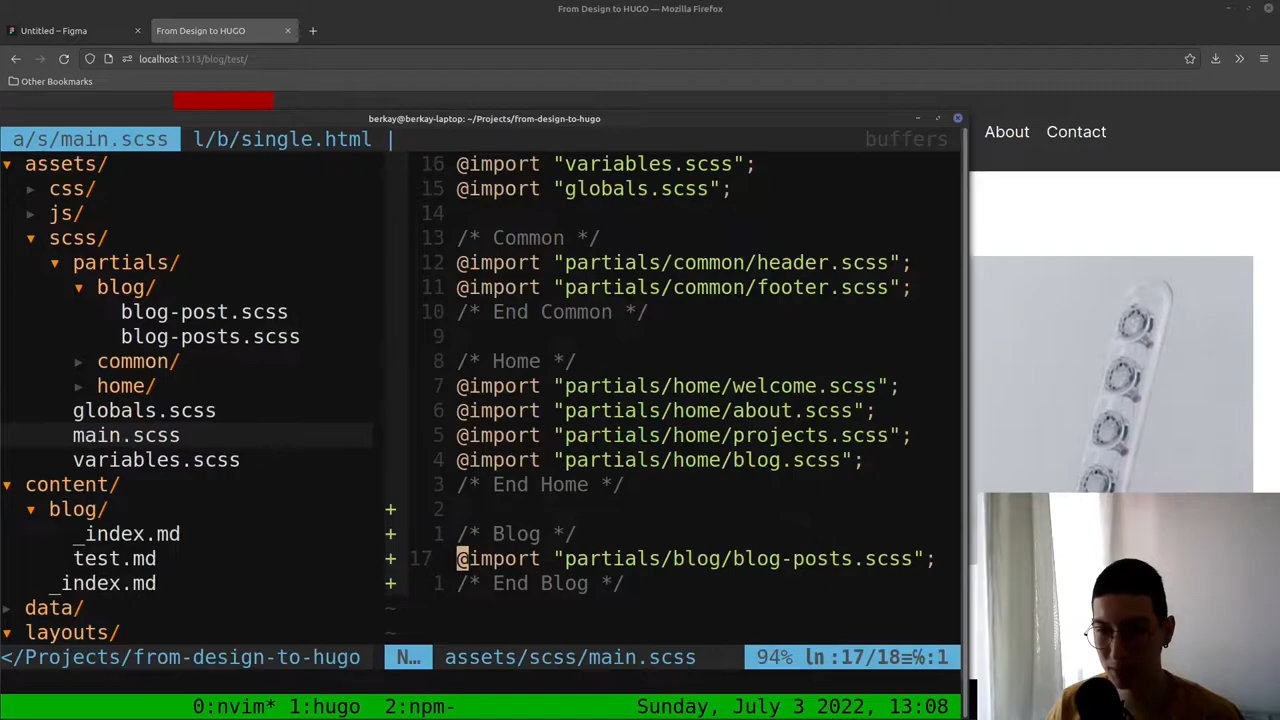 From Design to HUGO — Mozilla Firefox
Untitled – Figma
From Design to HUGO
localhost:1313/blog/test/
Other Bookmarks
berkay@berkay-laptop: ~/Projects/from-design-to-hugo
About
Contact
a/s/main.scss
l/b/single.html |
buffers
assets/
css/
js/
scss/
partials/
blog/
blog-post.scss
blog-posts.scss
common/
home/
globals.scss
main.scss
variables.scss
content/
blog/
_index.md
test.md
_index.md
data/
layouts/
16 @import "variables.scss";
15 @import "globals.scss";
14
13 /* Common */
12 @import "partials/common/header.scss";
11 @import "partials/common/footer.scss";
10 /* End Common */
9
8 /* Home */
7 @import "partials/home/welcome.scss";
6 @import "partials/home/about.scss";
5 @import "partials/home/projects.scss";
4 @import "partials/home/blog.scss";
3 /* End Home */
+ 2
+ 1 /* Blog */
+ 17 @import "partials/blog/blog-posts.scss";
+ 1 /* End Blog */
~
~
</Projects/from-design-to-hugo
N… assets/scss/main.scss
94% ln:17/18≡℅:1
0:nvim* 1:hugo 2:npm-
Sunday, July 3 2022, 13:08